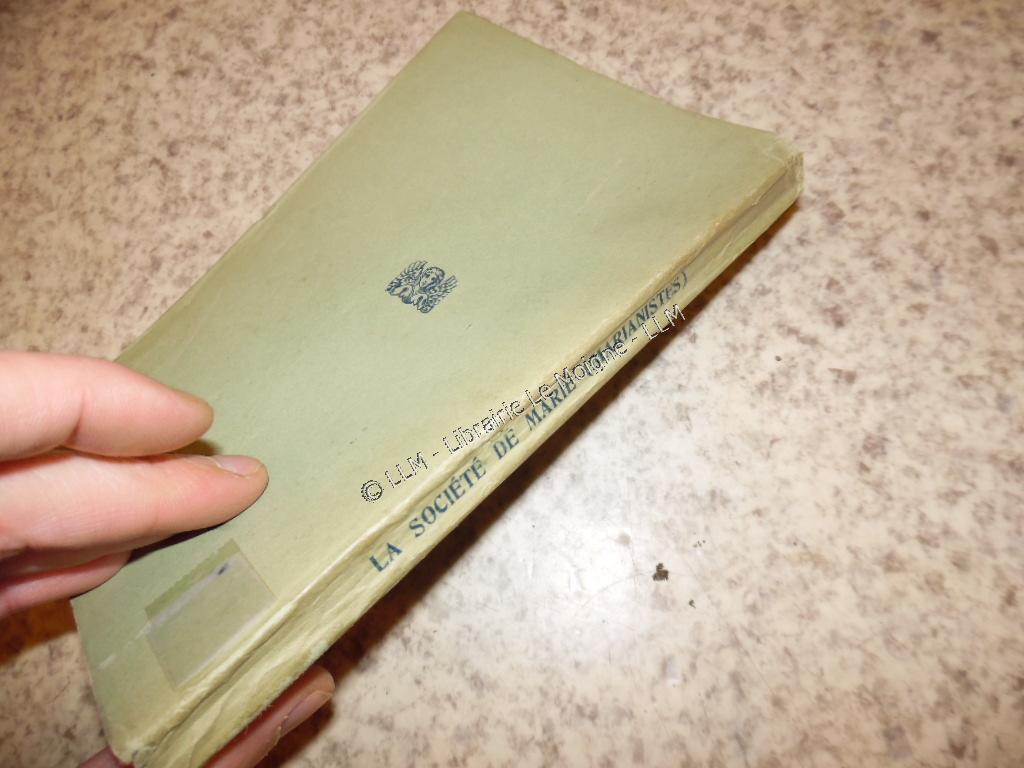 LA SOCIÉTÉ DE MARIE (MARIANISTES)
© LLM - Librairie Le Moigne - LLM